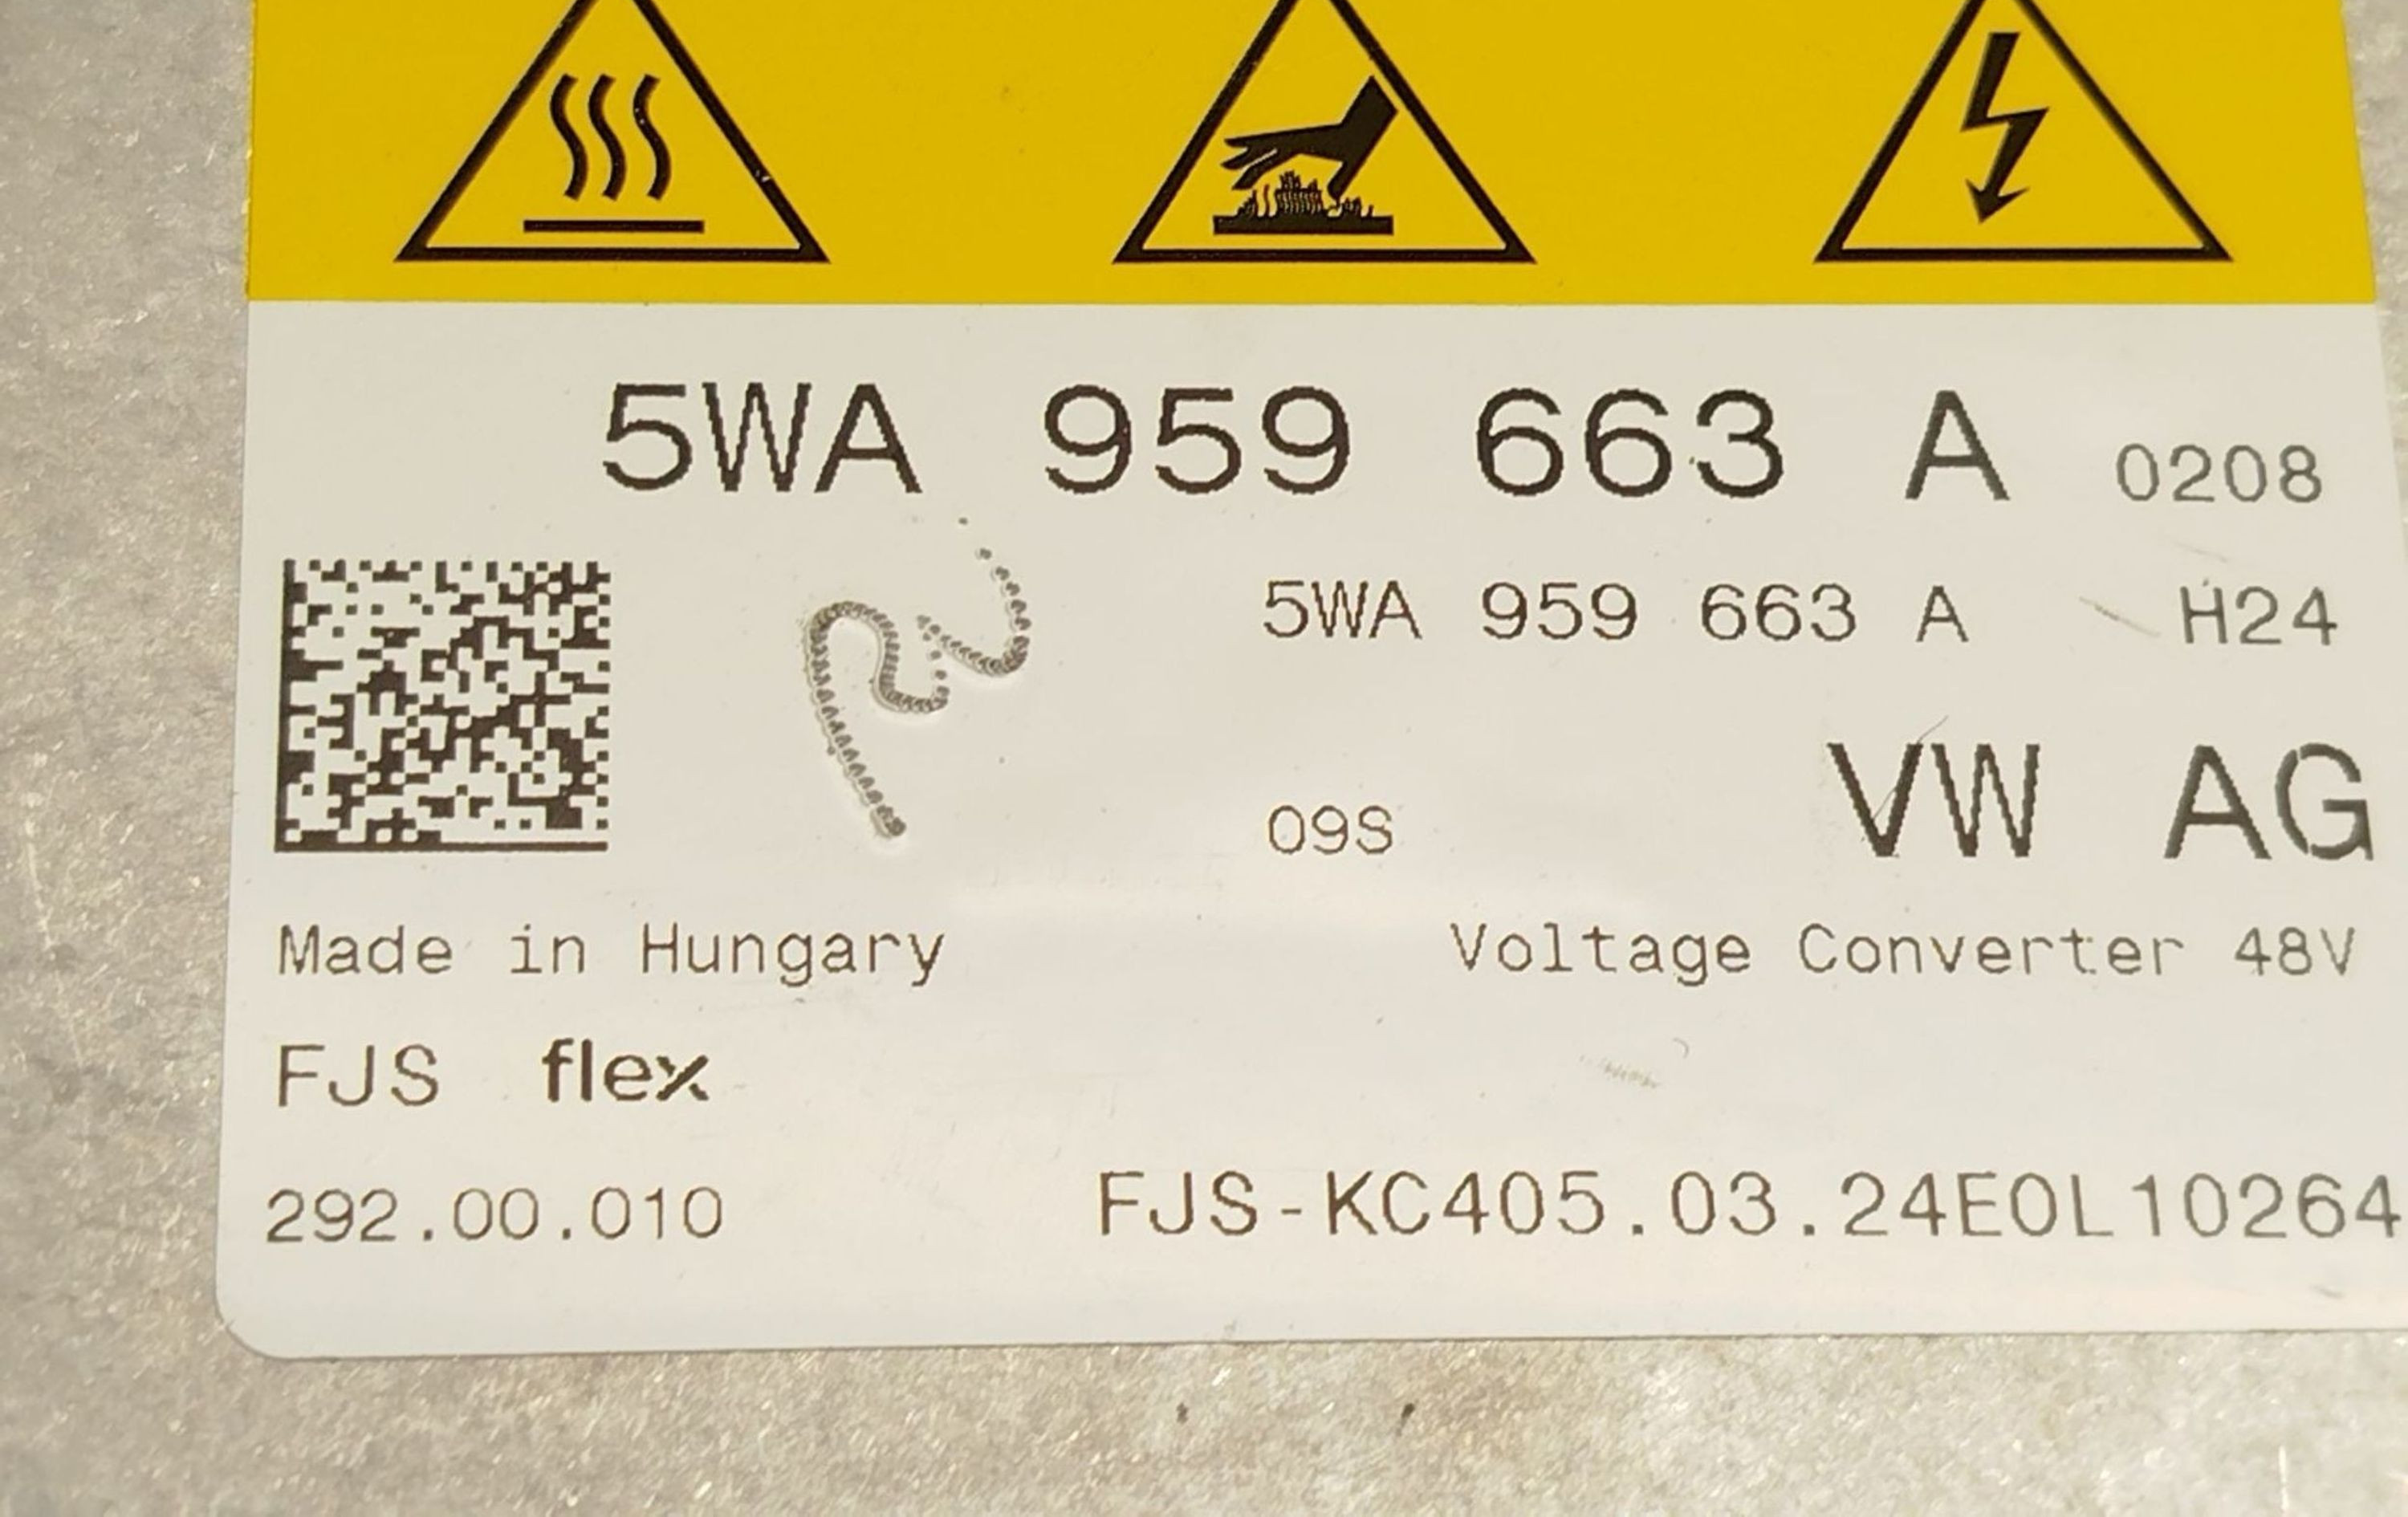 5WA 959 663 A 0208
5WA 959 663 A H24
09S VW AG
Made in Hungary Voltage Converter 48V
FJS flex
292.00.010 FJS-KC405.03.24E0L10264